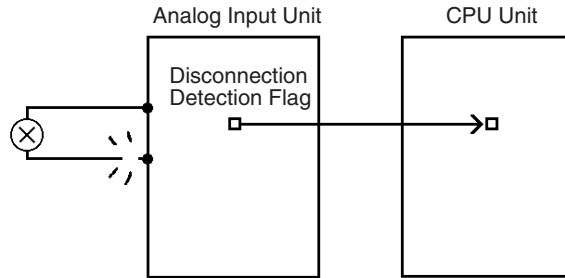 Analog Input Unit
CPU Unit
Disconnection
Detection Flag